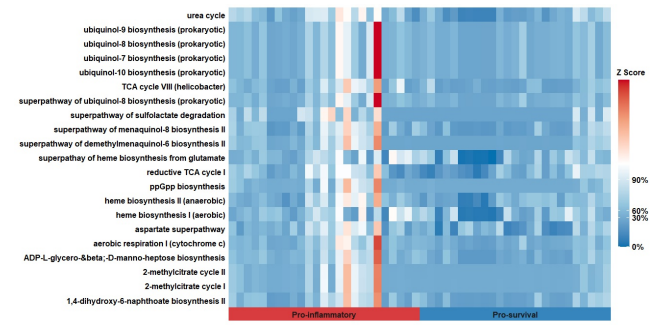 urea cycle
ubiquinol-9 biosynthesis (prokaryotic)
ubiquinol-8 biosynthesis (prokaryotic)
ubiquinol-7 biosynthesis (prokaryotic)
ubiquinol-10 biosynthesis (prokaryotic)
TCA cycle VIII (helicobacter)
superpathway of ubiquinol-8 biosynthesis (prokaryotic)
superpathway of sulfolactate degradation
superpathway of menaquinol-8 biosynthesis II
superpathway of demethylmenaquinol-6 biosynthesis II
superpathay of heme biosynthesis from glutamate
reductive TCA cycle I
ppGpp biosynthesis
heme biosynthesis II (anaerobic)
heme biosynthesis I (aerobic)
aspartate superpathway
aerobic respiration I (cytochrome c)
ADP-L-glycero-&beta;-D-manno-heptose biosynthesis
2-methylcitrate cycle II
2-methylcitrate cycle I
1,4-dihydroxy-6-naphthoate biosynthesis II
Pro-inflammatory
Pro-survival
Z Score
90%
60%
30%
0%